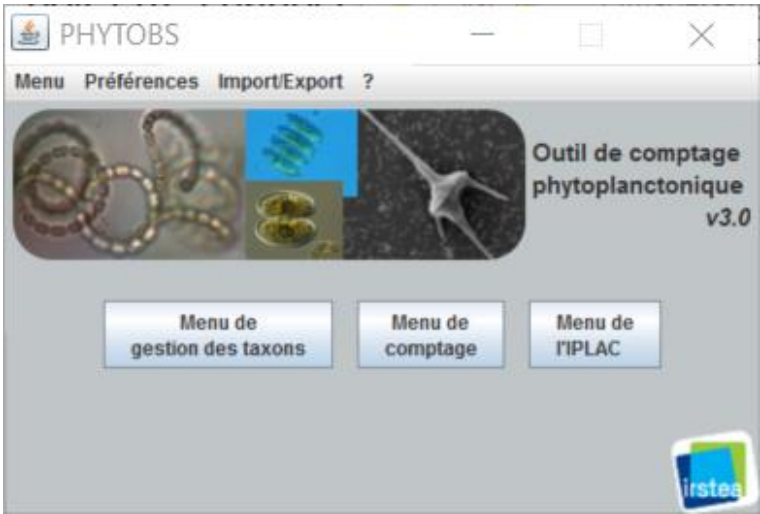 PHYTOBS
Menu Préférences Import/Export ?
Outil de comptage
phytoplanctonique
v3.0
Menu de
gestion des taxons
Menu de
comptage
Menu de
l'IPLAC
irstea